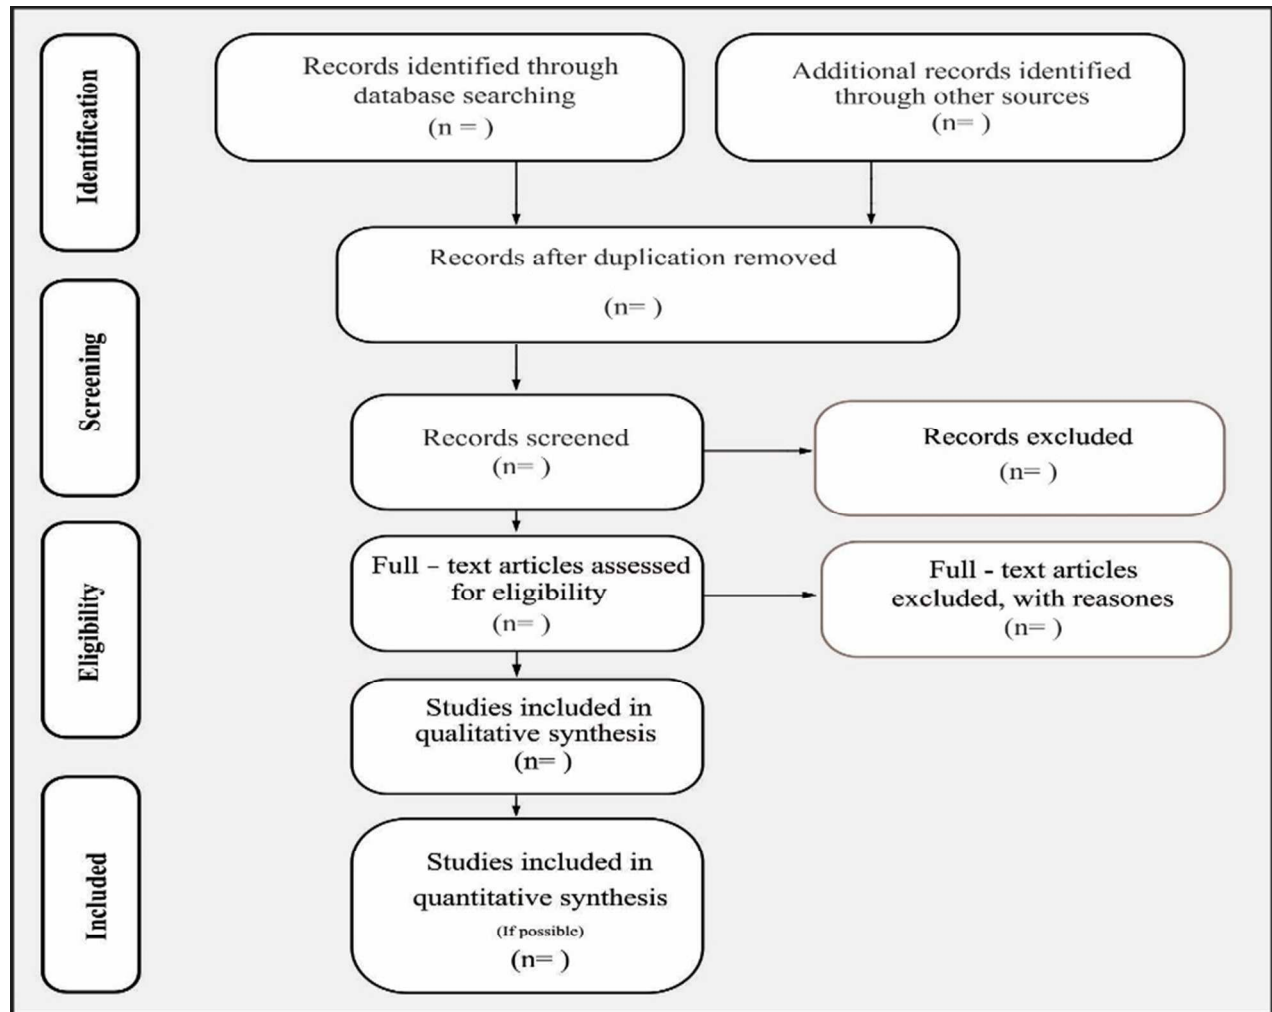 Identification
Records identified through
database searching
(n = )
Additional records identified
through other sources
(n= )
Records after duplication removed
(n= )
Screening
Records screened
(n= )
Records excluded
(n= )
Eligibility
Full – text articles assessed
for eligibility
(n= )
Full - text articles
excluded, with reasones
(n= )
Studies included in
qualitative synthesis
(n= )
Included
Studies included in
quantitative synthesis
(If possible)
(n= )